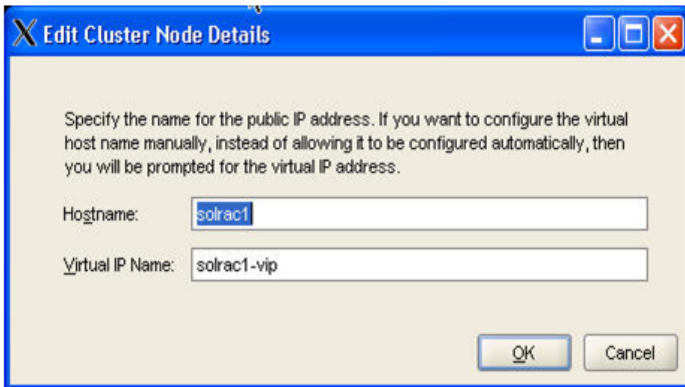 Edit Cluster Node Details
Specify the name for the public IP address. If you want to configure the virtual
host name manually, instead of allowing it to be configured automatically, then
you will be prompted for the virtual IP address.
Hostname: solrac1
Virtual IP Name: solrac1-vip
OK Cancel